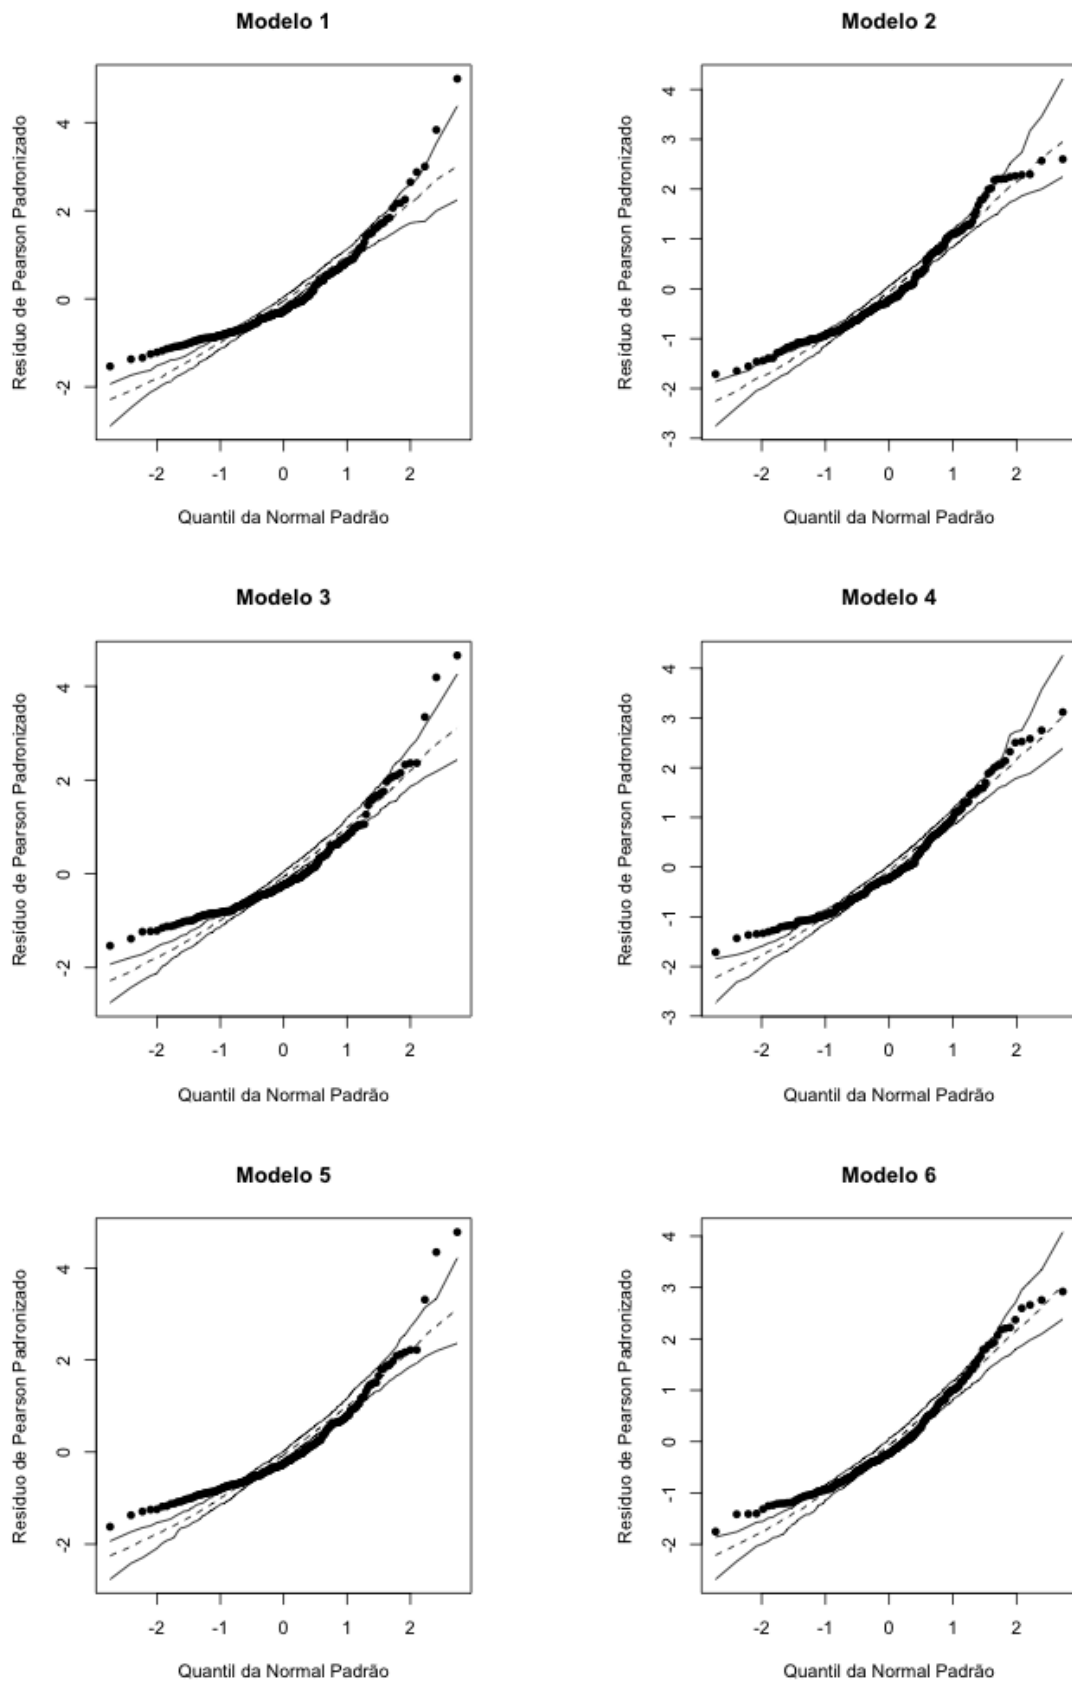 Modelo 1
Resíduo de Pearson Padronizado
4
2
0
-2
-2 -1 0 1 2
Quantil da Normal Padrão
Modelo 2
Resíduo de Pearson Padronizado
4
3
2
1
0
-1
-2
-3
-2 -1 0 1 2
Quantil da Normal Padrão
Modelo 3
Resíduo de Pearson Padronizado
4
2
0
-2
-2 -1 0 1 2
Quantil da Normal Padrão
Modelo 4
Resíduo de Pearson Padronizado
4
3
2
1
0
-1
-2
-3
-2 -1 0 1 2
Quantil da Normal Padrão
Modelo 5
Resíduo de Pearson Padronizado
4
2
0
-2
-2 -1 0 1 2
Quantil da Normal Padrão
Modelo 6
Resíduo de Pearson Padronizado
4
3
2
1
0
-1
-2
-2 -1 0 1 2
Quantil da Normal Padrão